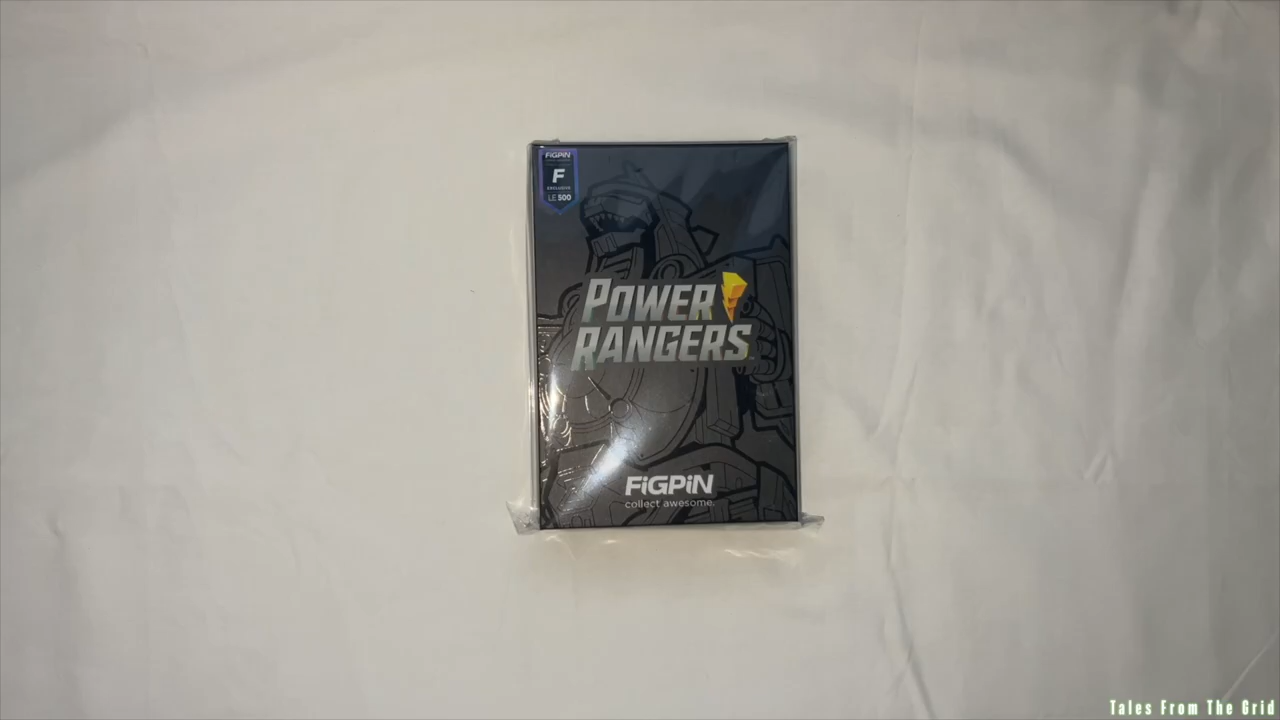 FiGPiN
F
EXCLUSIVE
LE 500
POWER
RANGERS
FiGPiN
collect awesome.
Tales From The Grid